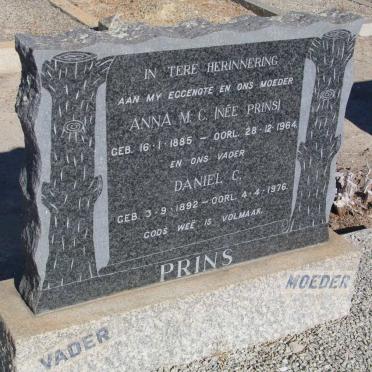 IN TERE HERINNERING
AAN MY EGGENOTE EN ONS MOEDER
ANNA M. C. (NÉE PRINS)
GEB. 16·1·1885 — OORL. 28·12·1964
EN ONS VADER
DANIEL C.
GEB. 3·9·1892 — OORL. 4·4·1976.
GODS WEË IS VOLMAAK.
PRINS
VADER
MOEDER